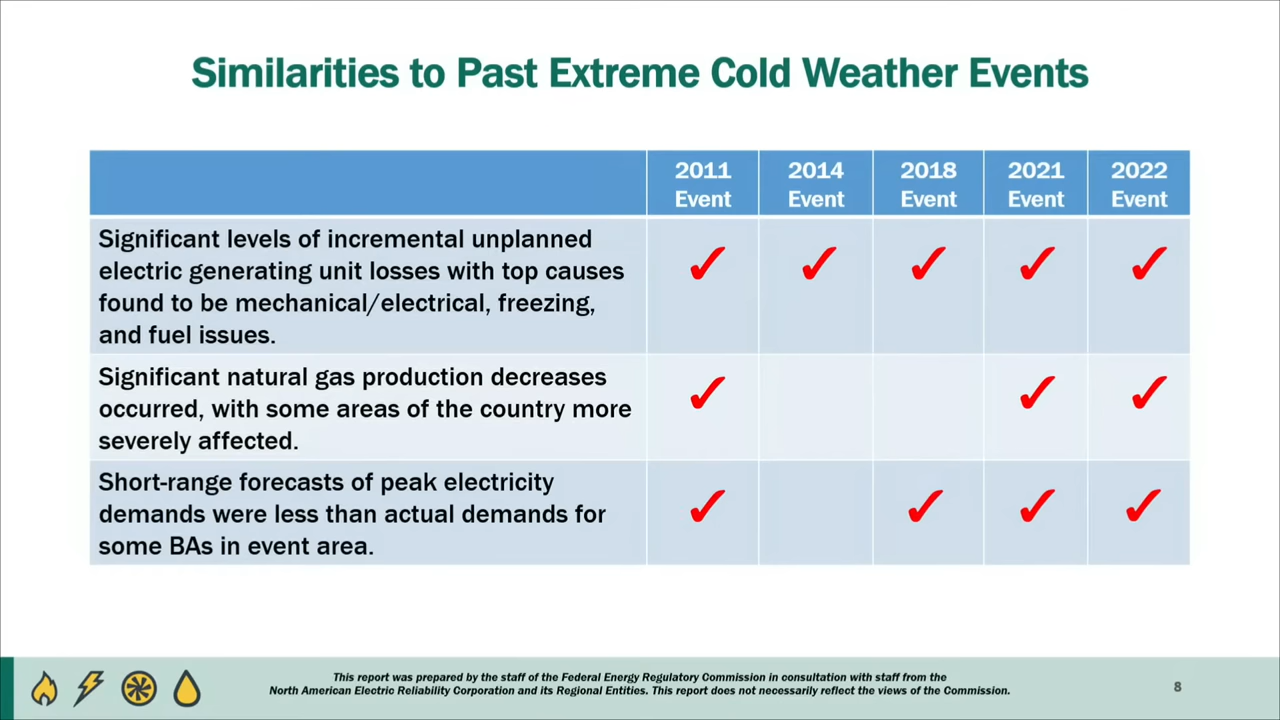 Similarities to Past Extreme Cold Weather Events
2011 Event
2014 Event
2018 Event
2021 Event
2022 Event
Significant levels of incremental unplanned
electric generating unit losses with top causes
found to be mechanical/electrical, freezing,
and fuel issues.
✓ ✓ ✓ ✓ ✓
Significant natural gas production decreases
occurred, with some areas of the country more
severely affected.
✓ ✓ ✓
Short-range forecasts of peak electricity
demands were less than actual demands for
some BAs in event area.
✓ ✓ ✓ ✓
This report was prepared by the staff of the Federal Energy Regulatory Commission in consultation with staff from the
North American Electric Reliability Corporation and its Regional Entities. This report does not necessarily reflect the views of the Commission.
8